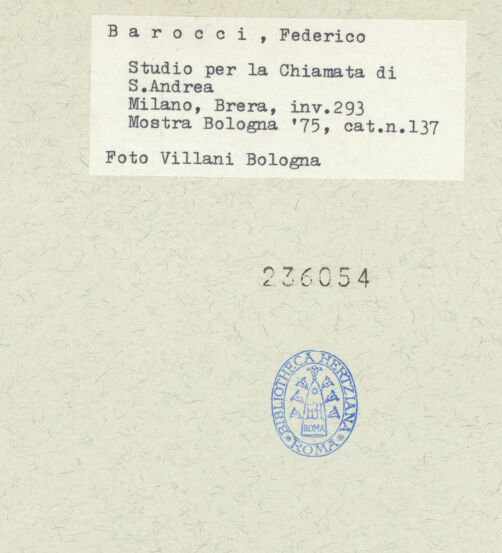 B a r o c c i , Federico
Studio per la Chiamata di
S.Andrea
Milano, Brera, inv.293
Mostra Bologna '75, cat.n.137
Foto Villani Bologna
236054
BIBLIOTHECA HERTZIANA
ROMA
*ROMA*